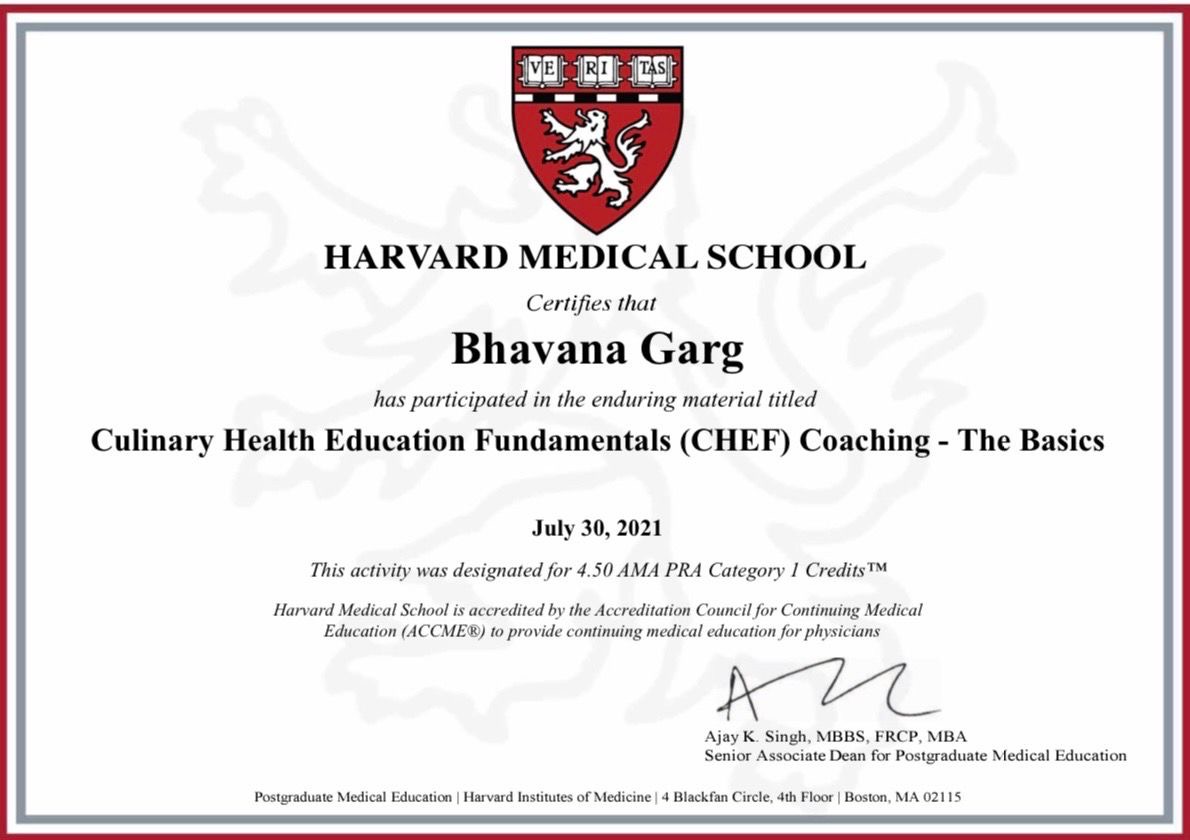 VE RI TAS
HARVARD MEDICAL SCHOOL
Certifies that
Bhavana Garg
has participated in the enduring material titled
Culinary Health Education Fundamentals (CHEF) Coaching - The Basics
July 30, 2021
This activity was designated for 4.50 AMA PRA Category 1 Credits™
Harvard Medical School is accredited by the Accreditation Council for Continuing Medical
Education (ACCME®) to provide continuing medical education for physicians
Ajay K. Singh, MBBS, FRCP, MBA
Senior Associate Dean for Postgraduate Medical Education
Postgraduate Medical Education | Harvard Institutes of Medicine | 4 Blackfan Circle, 4th Floor | Boston, MA 02115